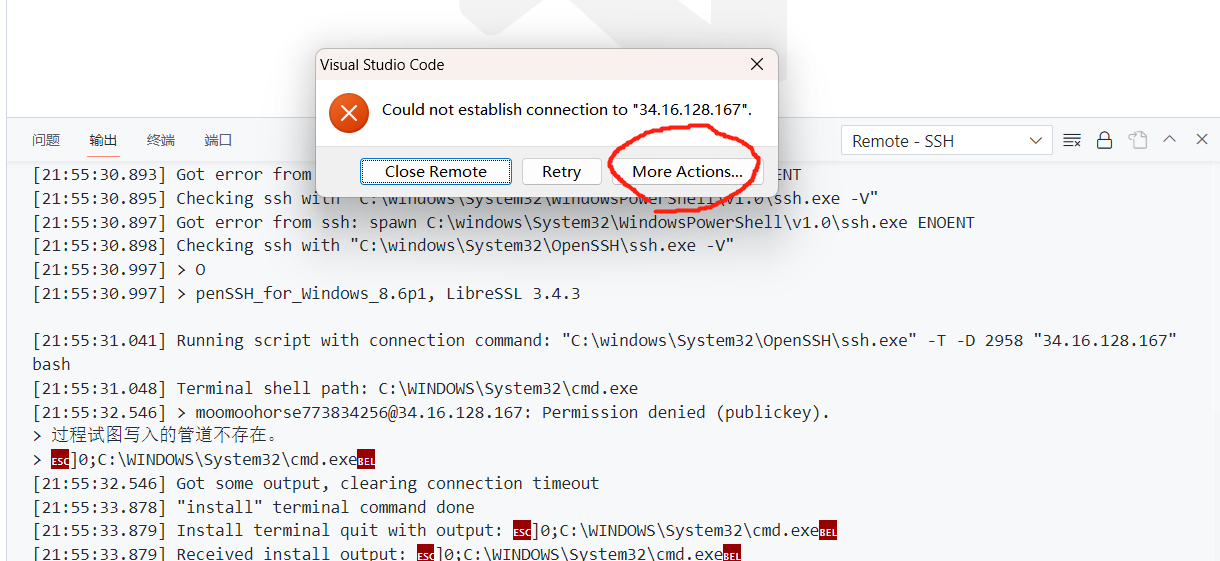 Visual Studio Code
Could not establish connection to "34.16.128.167".
Close Remote
Retry
More Actions...
问题
输出
终端
端口
Remote - SSH
[21:55:30.893] Got error from ENT
[21:55:30.895] Checking ssh with "C:\windows\System32\WindowsPowerShell\v1.0\ssh.exe -V"
[21:55:30.897] Got error from ssh: spawn C:\windows\System32\WindowsPowerShell\v1.0\ssh.exe ENOENT
[21:55:30.898] Checking ssh with "C:\windows\System32\OpenSSH\ssh.exe -V"
[21:55:30.997] > O
[21:55:30.997] > penSSH_for_Windows_8.6p1, LibreSSL 3.4.3
[21:55:31.041] Running script with connection command: "C:\windows\System32\OpenSSH\ssh.exe" -T -D 2958 "34.16.128.167"
bash
[21:55:31.048] Terminal shell path: C:\WINDOWS\System32\cmd.exe
[21:55:32.546] > moomoohorse773834256@34.16.128.167: Permission denied (publickey).
> 过程试图写入的管道不存在。
> ESC]0;C:\WINDOWS\System32\cmd.exeBEL
[21:55:32.546] Got some output, clearing connection timeout
[21:55:33.878] "install" terminal command done
[21:55:33.879] Install terminal quit with output: ESC]0;C:\WINDOWS\System32\cmd.exeBEL
[21:55:33.879] Received install output: ESC]0;C:\WINDOWS\System32\cmd.exeBEL